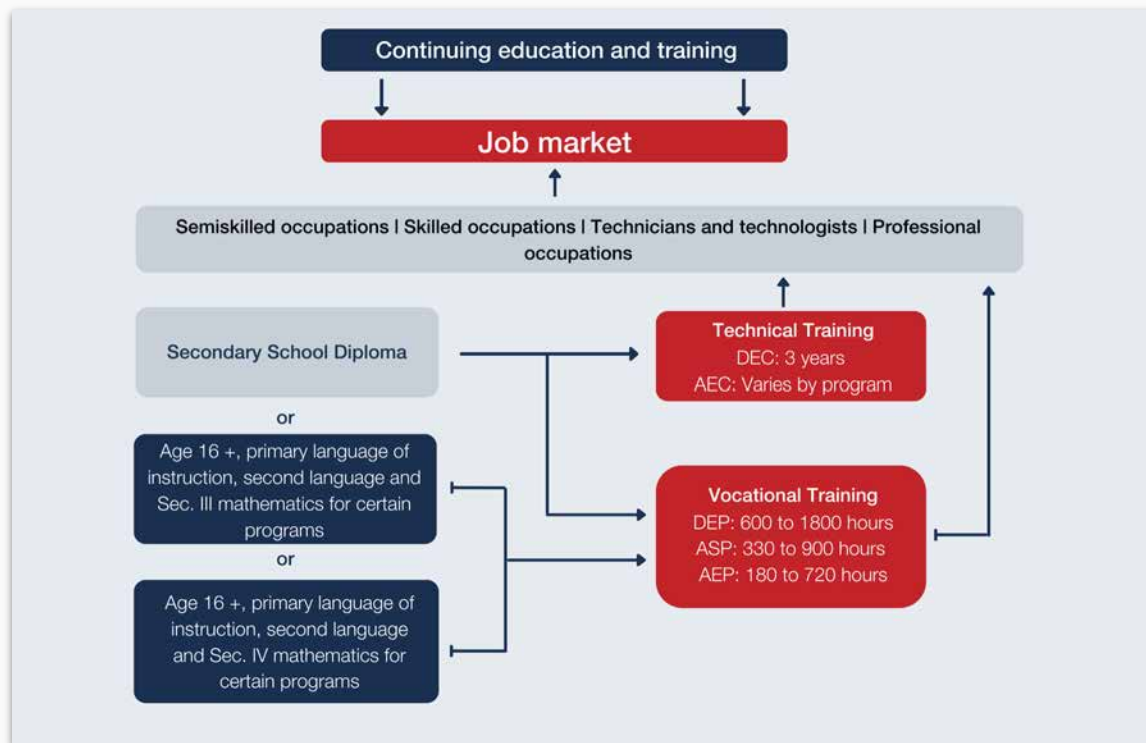 Continuing education and training
Job market
Semiskilled occupations | Skilled occupations | Technicians and technologists | Professional
occupations
Secondary School Diploma
Technical Training
DEC: 3 years
AEC: Varies by program
or
Age 16 +, primary language of
instruction, second language and
Sec. III mathematics for certain
programs
Vocational Training
DEP: 600 to 1800 hours
ASP: 330 to 900 hours
AEP: 180 to 720 hours
or
Age 16 +, primary language of
instruction, second language
and Sec. IV mathematics for
certain programs